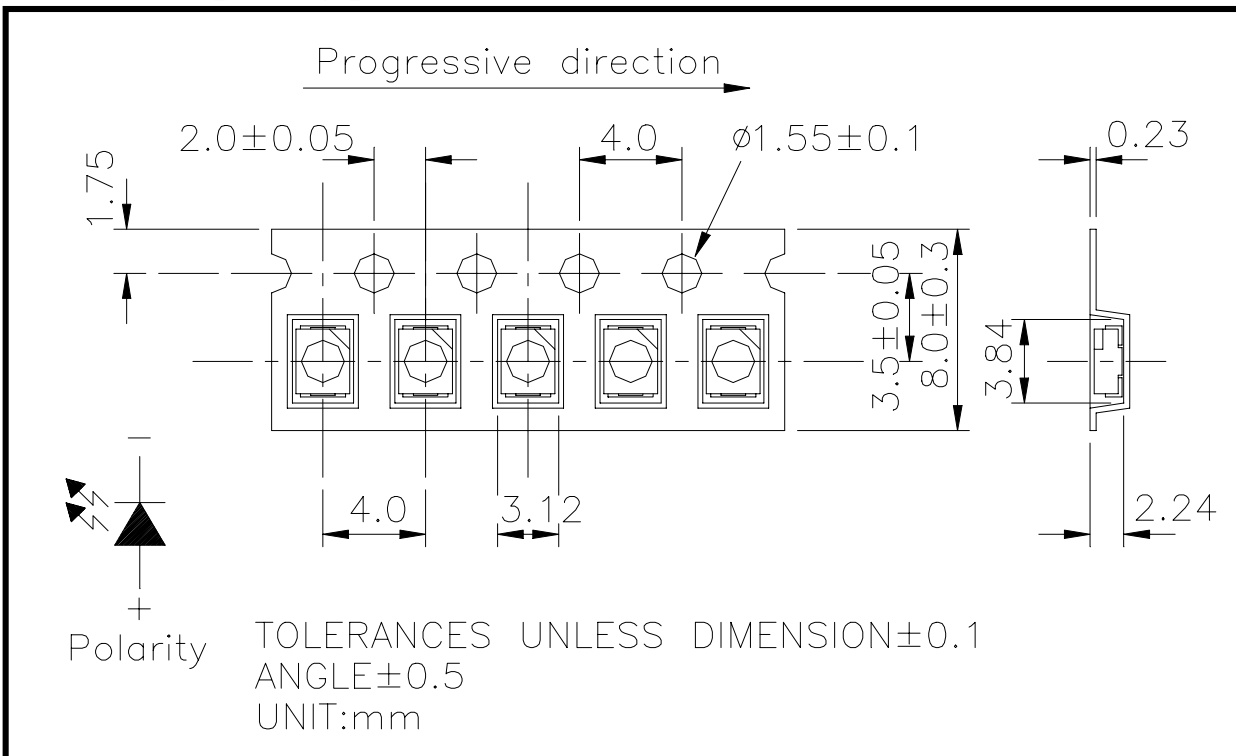 Progressive direction
2.0±0.05
4.0
ø1.55±0.1
0.23
1.75
3.5±0.05
8.0±0.3
3.84
−
4.0
3.12
2.24
+
Polarity
TOLERANCES UNLESS DIMENSION±0.1
ANGLE±0.5
UNIT:mm